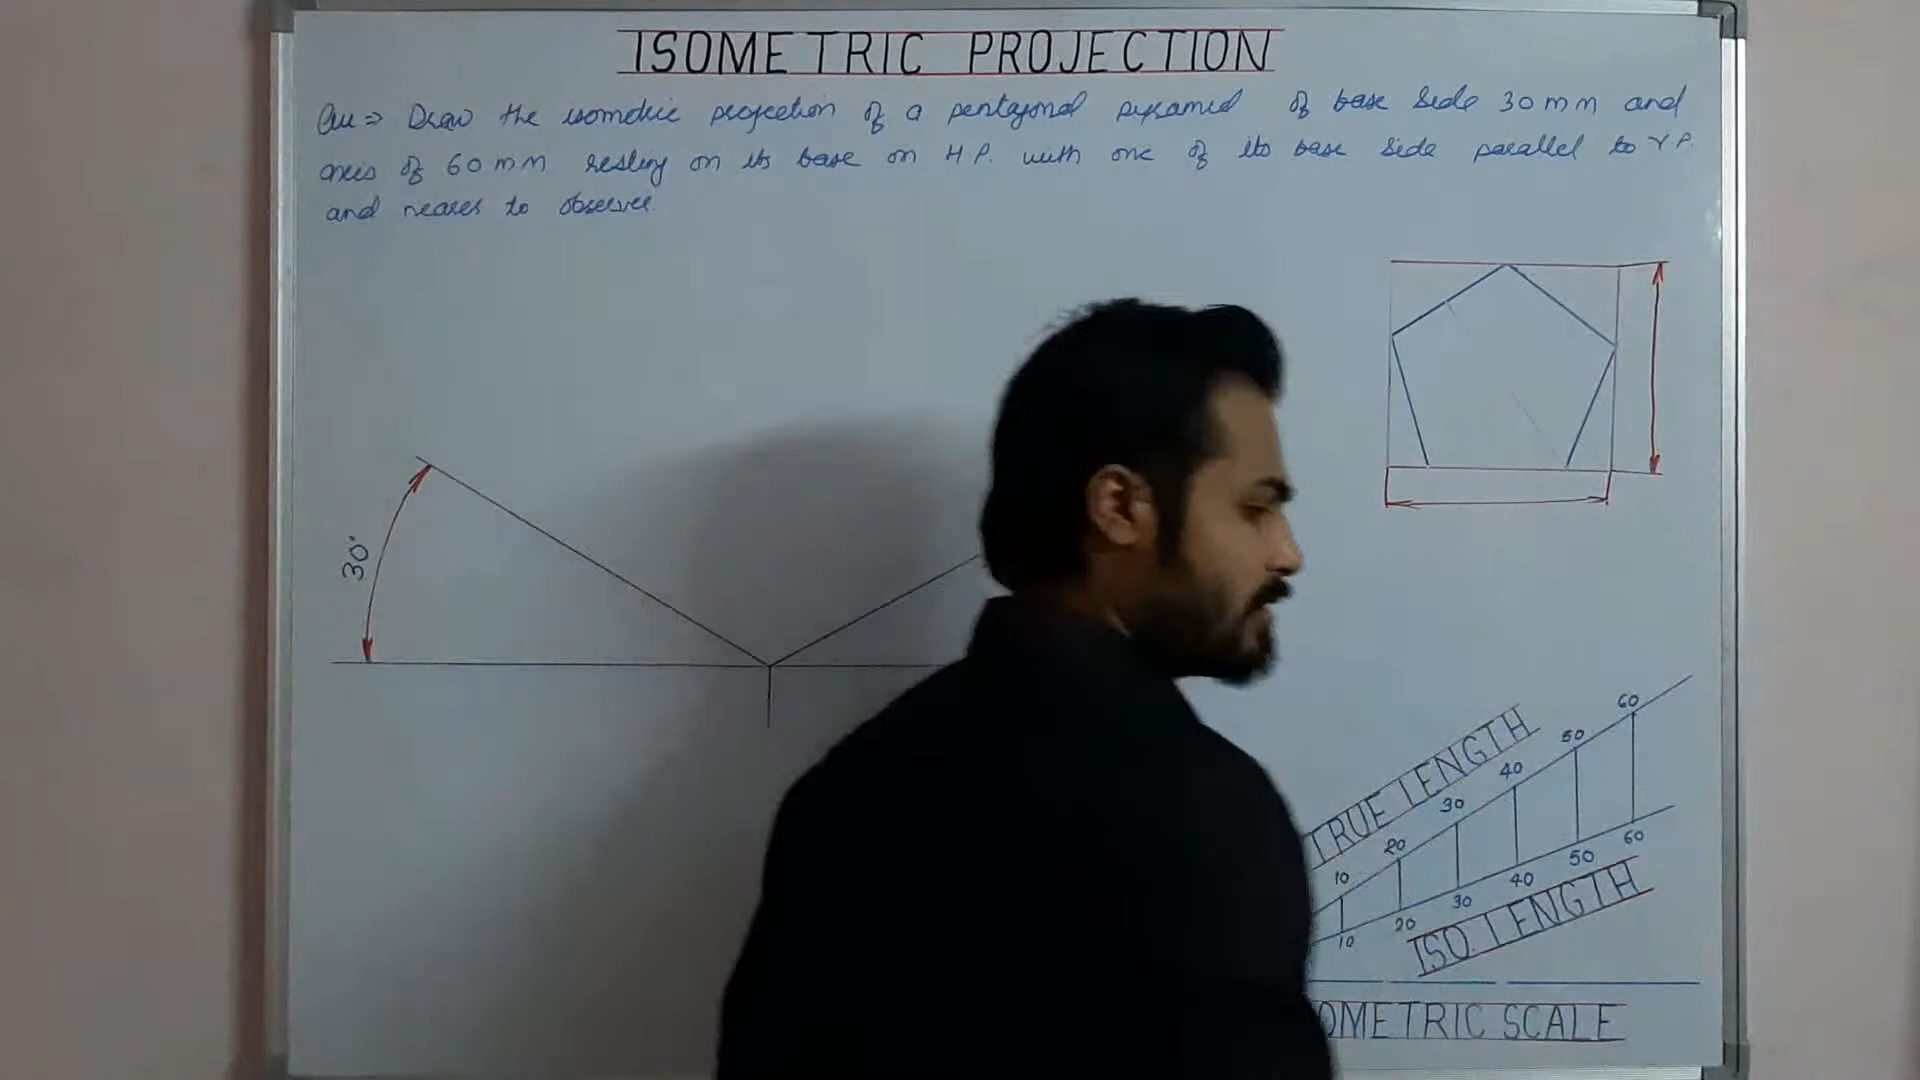 ISOMETRIC PROJECTION
Qu ⇒ Draw the isometric projection of a pentagonal pyramid of base side 30 mm and
axis of 60 mm resting on its base on H.P. with one of its base side parallel to V.P.
and nearer to observer.
30°
60
50
40
30
20
10
TRUE LENGTH
10
20
30
40
50
60
ISO. LENGTH
OMETRIC SCALE